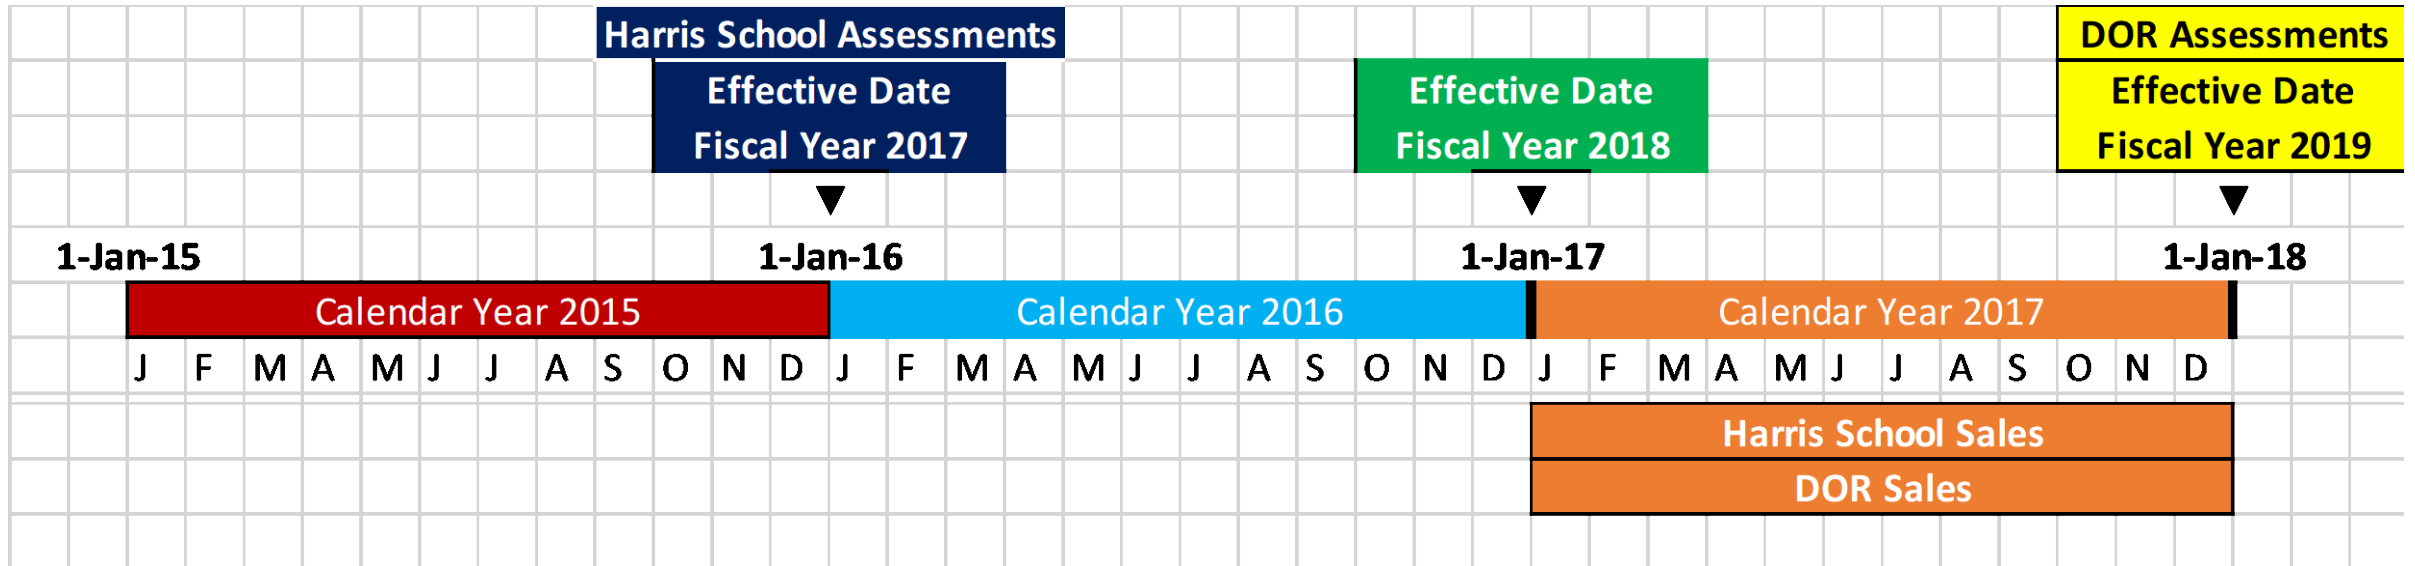 Harris School Assessments
DOR Assessments
Effective Date
Fiscal Year 2017
Effective Date
Fiscal Year 2018
Effective Date
Fiscal Year 2019
1-Jan-15
1-Jan-16
1-Jan-17
1-Jan-18
Calendar Year 2015
Calendar Year 2016
Calendar Year 2017
J F M A M J J A S O N D J F M A M J J A S O N D J F M A M J J A S O N D
Harris School Sales
DOR Sales